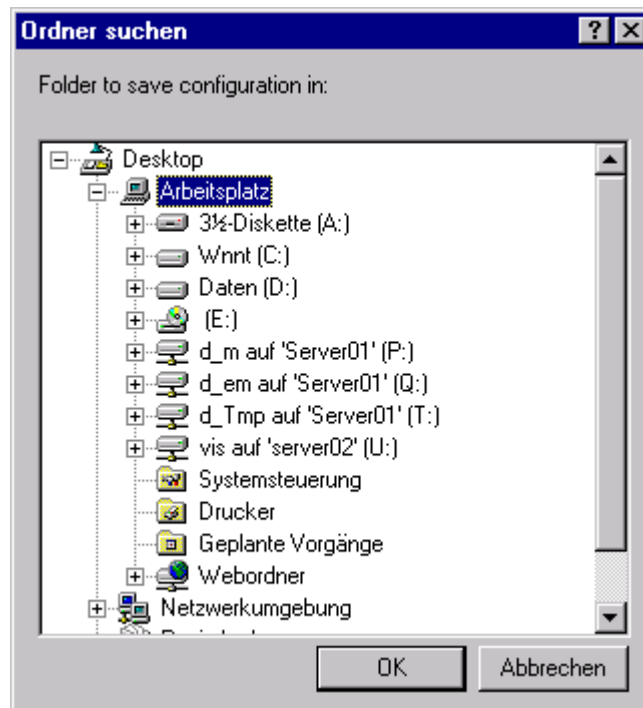 Ordner suchen
Folder to save configuration in:
Desktop
Arbeitsplatz
3½-Diskette (A:)
Wnnt (C:)
Daten (D:)
(E:)
d_m auf 'Server01' (P:)
d_em auf 'Server01' (Q:)
d_Tmp auf 'Server01' (T:)
vis auf 'server02' (U:)
Systemsteuerung
Drucker
Geplante Vorgänge
Webordner
Netzwerkumgebung
OK Abbrechen